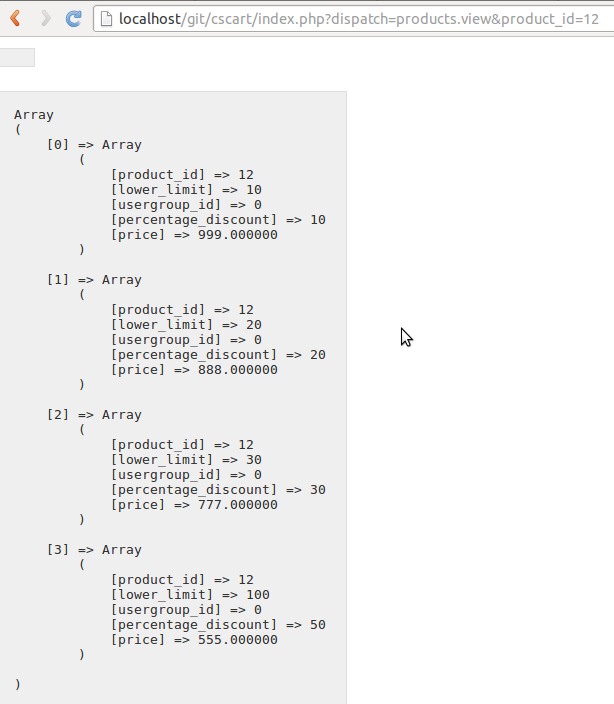 localhost/git/cscart/index.php?dispatch=products.view&product_id=12
Array
(
    [0] => Array
        (
            [product_id] => 12
            [lower_limit] => 10
            [usergroup_id] => 0
            [percentage_discount] => 10
            [price] => 999.000000
        )

    [1] => Array
        (
            [product_id] => 12
            [lower_limit] => 20
            [usergroup_id] => 0
            [percentage_discount] => 20
            [price] => 888.000000
        )

    [2] => Array
        (
            [product_id] => 12
            [lower_limit] => 30
            [usergroup_id] => 0
            [percentage_discount] => 30
            [price] => 777.000000
        )

    [3] => Array
        (
            [product_id] => 12
            [lower_limit] => 100
            [usergroup_id] => 0
            [percentage_discount] => 50
            [price] => 555.000000
        )

)